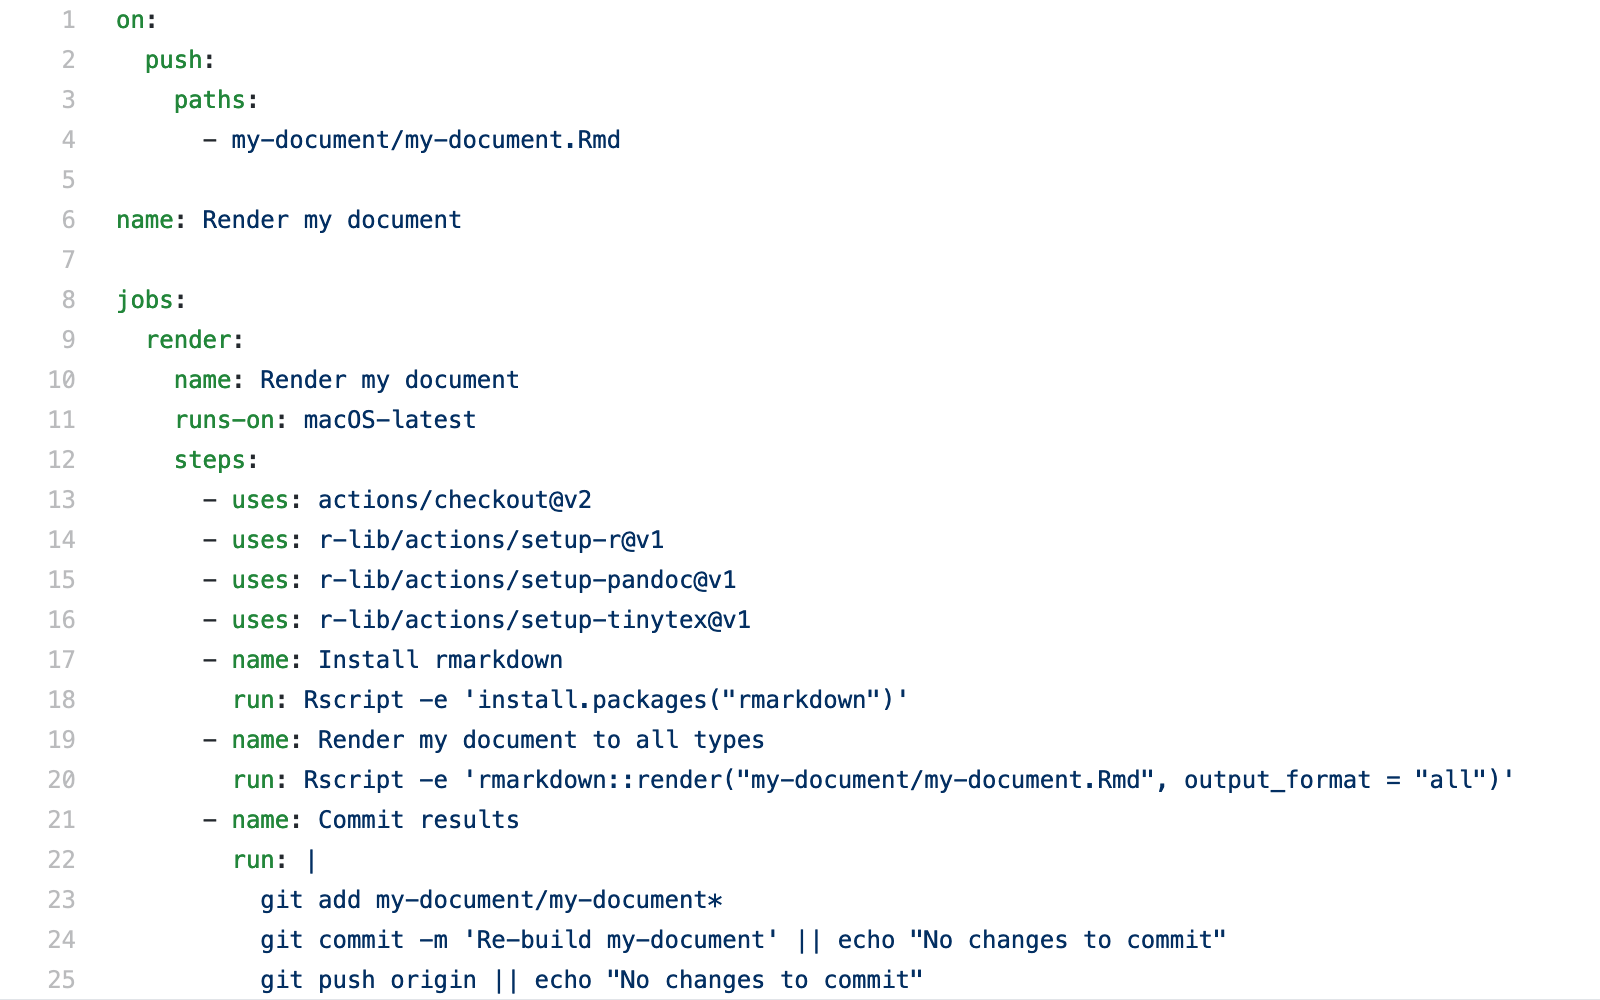 1 on:
2   push:
3     paths:
4       - my-document/my-document.Rmd
5
6 name: Render my document
7
8 jobs:
9   render:
10     name: Render my document
11     runs-on: macOS-latest
12     steps:
13       - uses: actions/checkout@v2
14       - uses: r-lib/actions/setup-r@v1
15       - uses: r-lib/actions/setup-pandoc@v1
16       - uses: r-lib/actions/setup-tinytex@v1
17       - name: Install rmarkdown
18         run: Rscript -e 'install.packages("rmarkdown")'
19       - name: Render my document to all types
20         run: Rscript -e 'rmarkdown::render("my-document/my-document.Rmd", output_format = "all")'
21       - name: Commit results
22         run: |
23           git add my-document/my-document*
24           git commit -m 'Re-build my-document' || echo "No changes to commit"
25           git push origin || echo "No changes to commit"